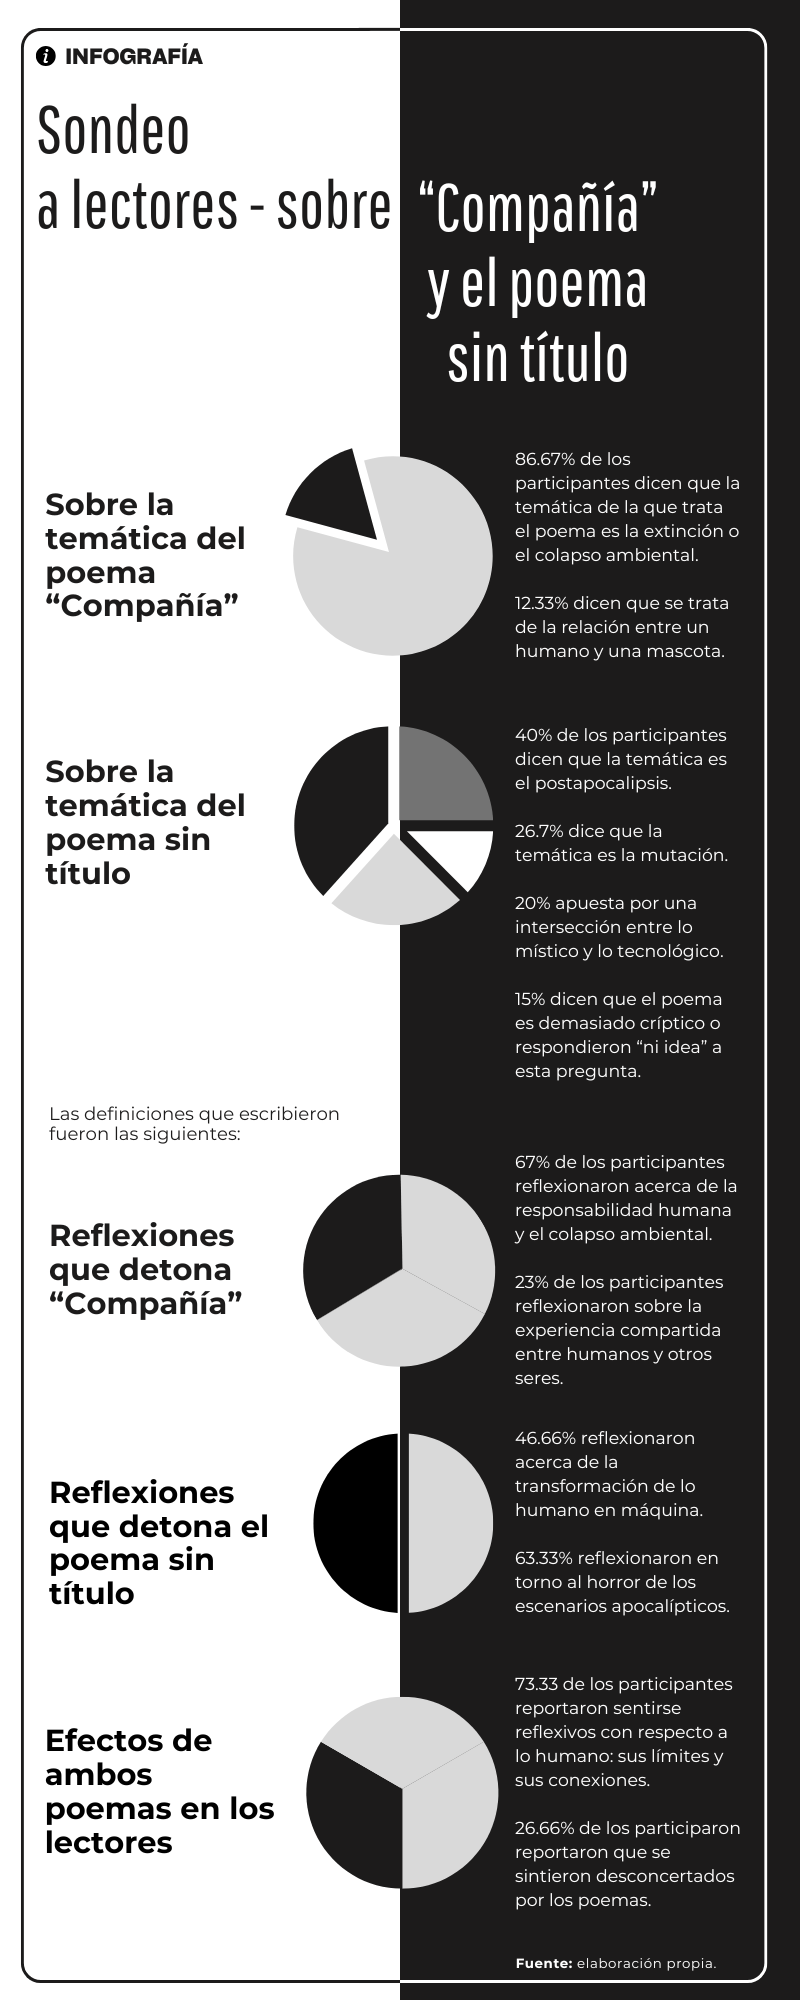 i INFOGRAFÍA
Sondeo
a lectores - sobre “Compañía”
y el poema
sin título
Sobre la
temática del
poema
“Compañía”
86.67% de los
participantes dicen que la
temática de la que trata
el poema es la extinción o
el colapso ambiental.
12.33% dicen que se trata
de la relación entre un
humano y una mascota.
Sobre la
temática del
poema sin
título
40% de los participantes
dicen que la temática es
el postapocalipsis.
26.7% dice que la
temática es la mutación.
20% apuesta por una
intersección entre lo
místico y lo tecnológico.
15% dicen que el poema
es demasiado críptico o
respondieron “ni idea” a
esta pregunta.
Las definiciones que escribieron
fueron las siguientes:
Reflexiones
que detona
“Compañía”
67% de los participantes
reflexionaron acerca de la
responsabilidad humana
y el colapso ambiental.
23% de los participantes
reflexionaron sobre la
experiencia compartida
entre humanos y otros
seres.
Reflexiones
que detona el
poema sin
título
46.66% reflexionaron
acerca de la
transformación de lo
humano en máquina.
63.33% reflexionaron en
torno al horror de los
escenarios apocalípticos.
Efectos de
ambos
poemas en los
lectores
73.33 de los participantes
reportaron sentirse
reflexivos con respecto a
lo humano: sus límites y
sus conexiones.
26.66% de los participaron
reportaron que se
sintieron desconcertados
por los poemas.
Fuente: elaboración propia.